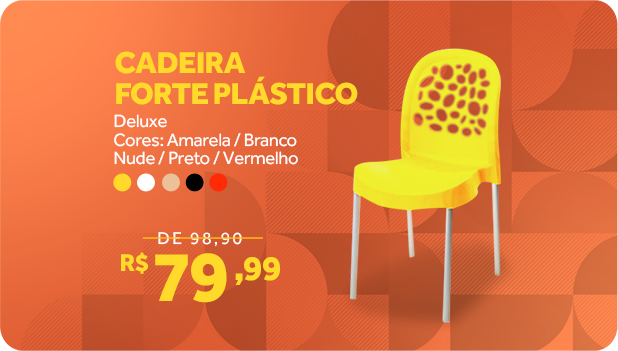 CADEIRA
FORTE PLÁSTICO
Deluxe
Cores: Amarela / Branco
Nude / Preto / Vermelho
DE 98,90
R$ 79,99